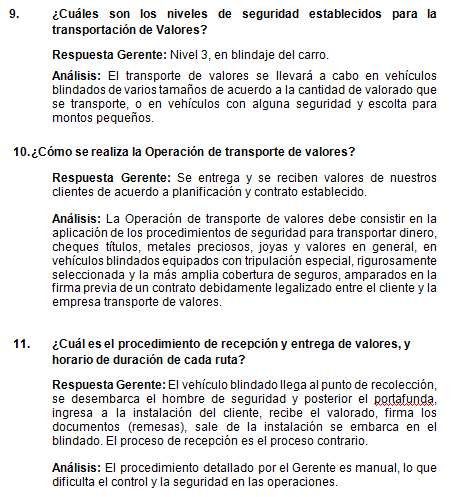 9. ¿Cuáles son los niveles de seguridad establecidos para la
transportación de Valores?
Respuesta Gerente: Nivel 3, en blindaje del carro.
Análisis: El transporte de valores se llevará a cabo en vehículos
blindados de varios tamaños de acuerdo a la cantidad de valorado que
se transporte, o en vehículos con alguna seguridad y escolta para
montos pequeños.
10.¿Cómo se realiza la Operación de transporte de valores?
Respuesta Gerente: Se entrega y se reciben valores de nuestros
clientes de acuerdo a planificación y contrato establecido.
Análisis: La Operación de transporte de valores debe consistir en la
aplicación de los procedimientos de seguridad para transportar dinero,
cheques títulos, metales preciosos, joyas y valores en general, en
vehículos blindados equipados con tripulación especial, rigurosamente
seleccionada y la más amplia cobertura de seguros, amparados en la
firma previa de un contrato debidamente legalizado entre el cliente y la
empresa transporte de valores.
11. ¿Cuál es el procedimiento de recepción y entrega de valores, y
horario de duración de cada ruta?
Respuesta Gerente: El vehículo blindado llega al punto de recolección,
se desembarca el hombre de seguridad y posterior el portafunda,
ingresa a la instalación del cliente, recibe el valorado, firma los
documentos (remesas), sale de la instalación se embarca en el
blindado. El proceso de recepción es el proceso contrario.
Análisis: El procedimiento detallado por el Gerente es manual, lo que
dificulta el control y la seguridad en las operaciones.